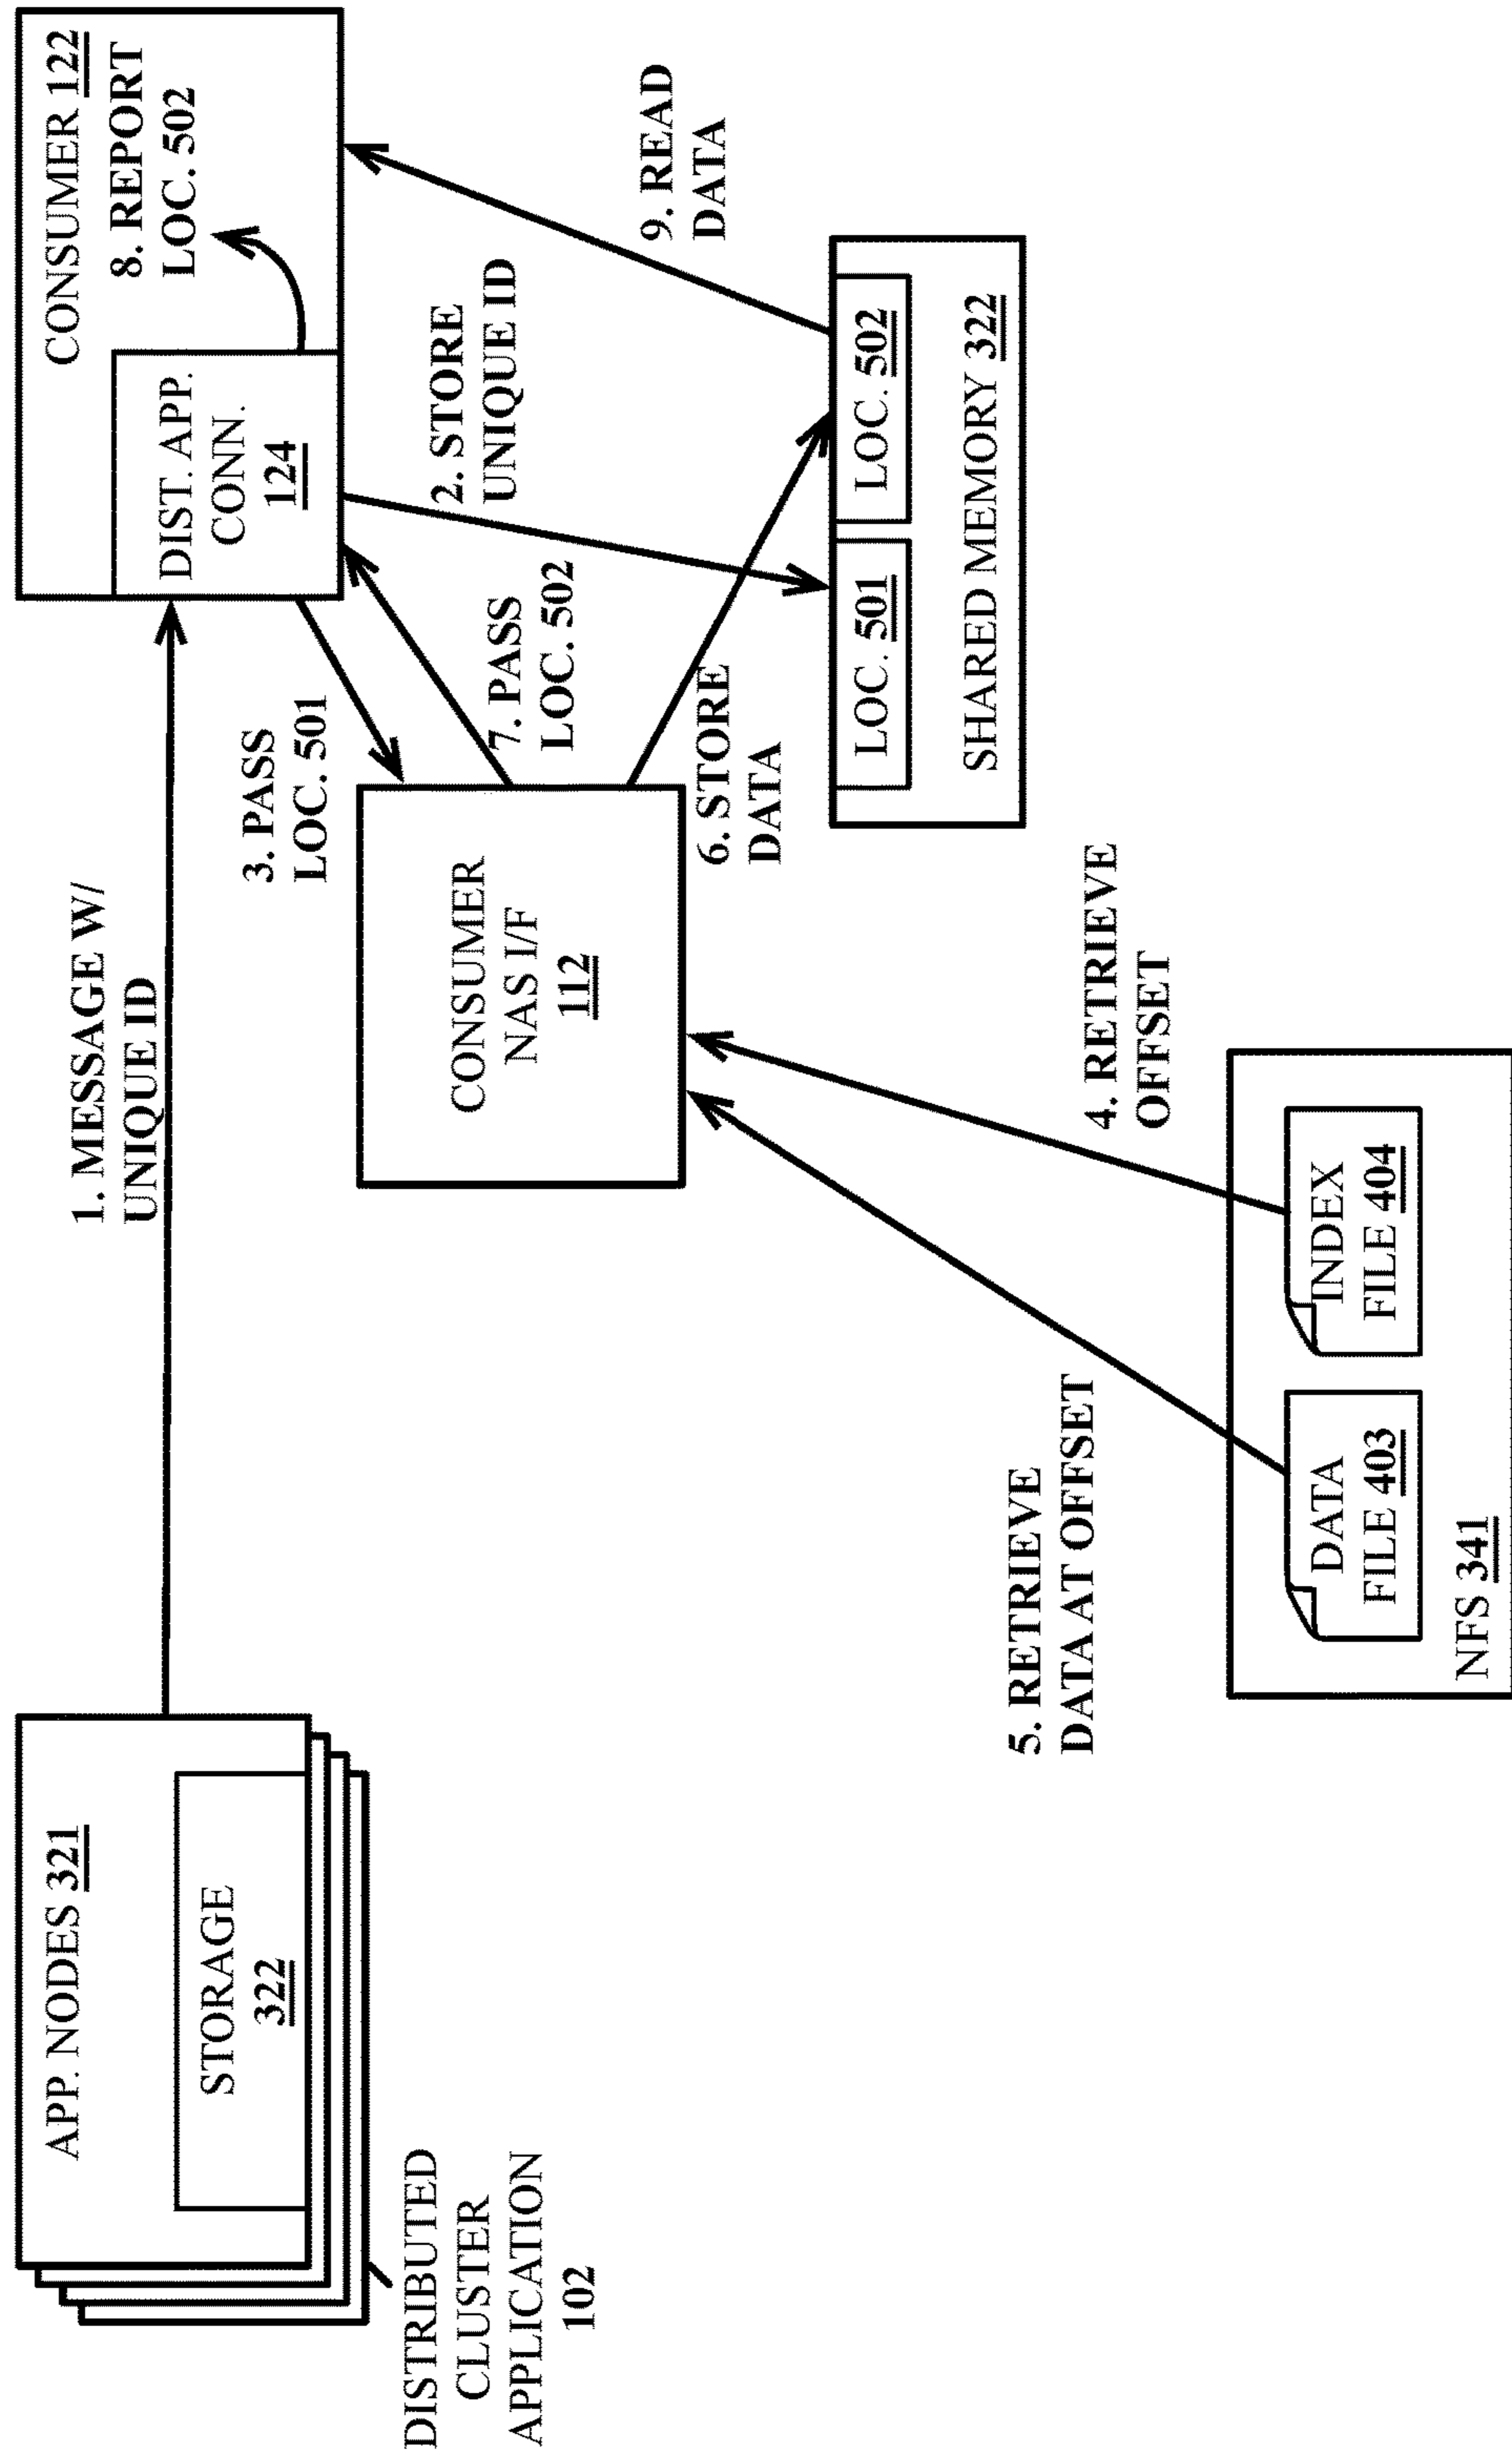 APP. NODES 321
STORAGE
322
DISTRIBUTED
CLUSTER
APPLICATION
102
1. MESSAGE W/
UNIQUE ID
CONSUMER 122
8. REPORT
LOC. 502
DIST. APP.
CONN.
124
3. PASS
LOC. 501
2. STORE
UNIQUE ID
7. PASS
LOC. 502
CONSUMER
NAS I/F
112
6. STORE
DATA
9. READ
DATA
LOC. 501
LOC. 502
SHARED MEMORY 322
5. RETRIEVE
DATA AT OFFSET
4. RETRIEVE
OFFSET
DATA
FILE 403
INDEX
FILE 404
NFS 341